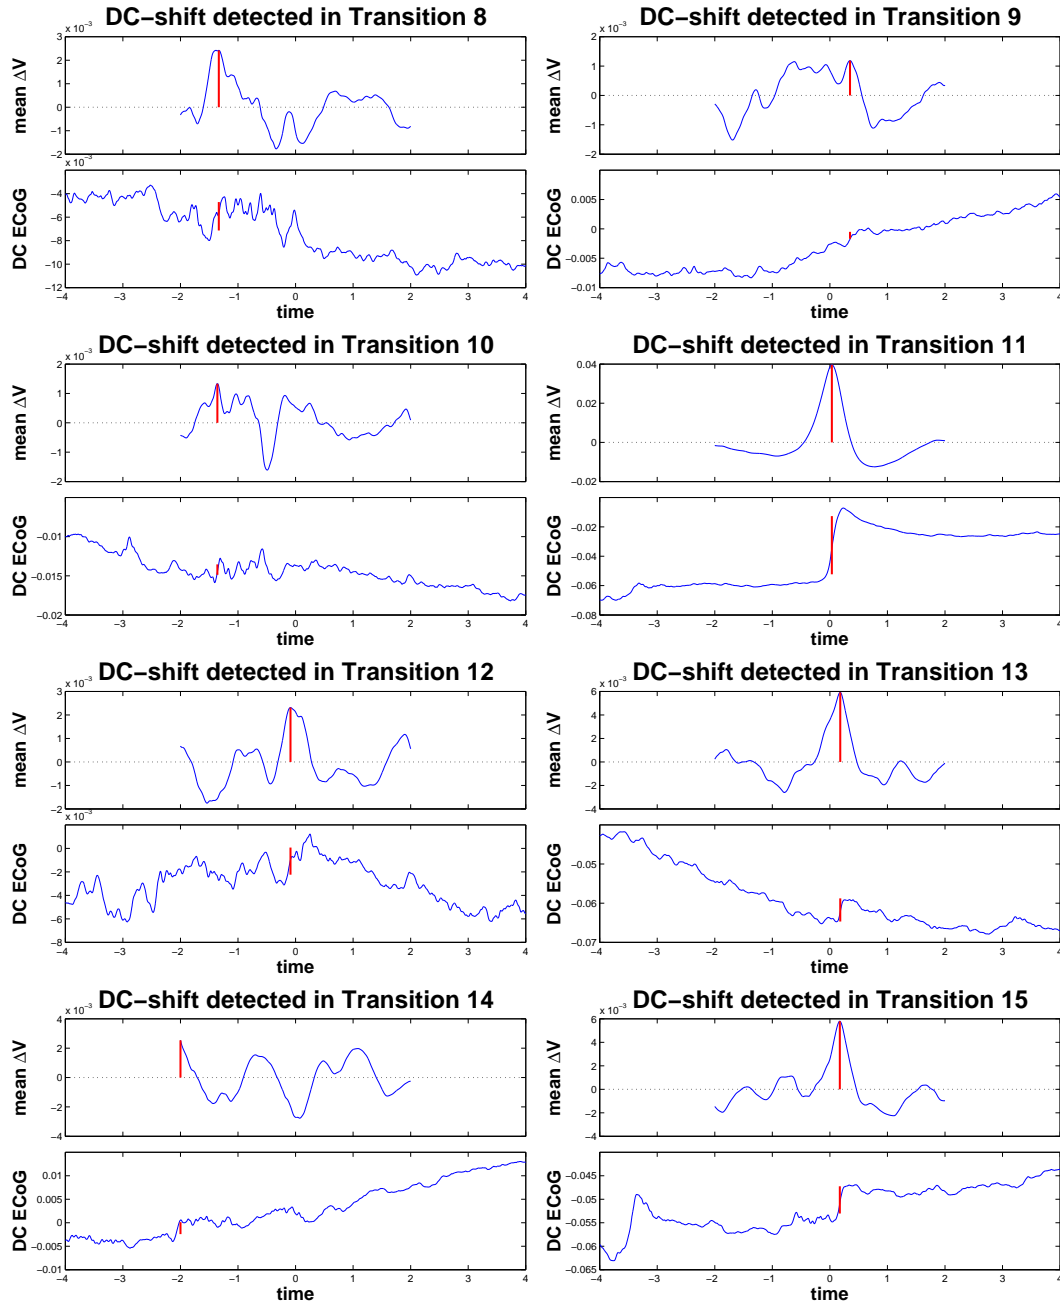 DC−shift detected in Transition 8
x 10⁻³
3
2
1
0
−1
−2
mean ΔV
x 10⁻³
−4
−6
−8
−10
−12
DC ECoG
−4 −3 −2 −1 0 1 2 3 4
time
DC−shift detected in Transition 9
x 10⁻³
2
1
0
−1
−2
mean ΔV
0.005
0
−0.005
−0.01
DC ECoG
−4 −3 −2 −1 0 1 2 3 4
time
DC−shift detected in Transition 10
x 10⁻³
2
1
0
−1
−2
mean ΔV
−0.01
−0.015
−0.02
DC ECoG
−4 −3 −2 −1 0 1 2 3 4
time
DC−shift detected in Transition 11
0.04
0.02
0
−0.02
mean ΔV
−0.02
−0.04
−0.06
−0.08
DC ECoG
−4 −3 −2 −1 0 1 2 3 4
time
DC−shift detected in Transition 12
x 10⁻³
3
2
1
0
−1
−2
mean ΔV
x 10⁻³
0
−2
−4
−6
−8
DC ECoG
−4 −3 −2 −1 0 1 2 3 4
time
DC−shift detected in Transition 13
x 10⁻³
6
4
2
0
−2
−4
mean ΔV
−0.05
−0.06
−0.07
DC ECoG
−4 −3 −2 −1 0 1 2 3 4
time
DC−shift detected in Transition 14
x 10⁻³
4
2
0
−2
−4
mean ΔV
0.01
0.005
0
−0.005
−0.01
DC ECoG
−4 −3 −2 −1 0 1 2 3 4
time
DC−shift detected in Transition 15
x 10⁻³
6
4
2
0
−2
−4
mean ΔV
−0.045
−0.05
−0.055
−0.06
−0.065
DC ECoG
−4 −3 −2 −1 0 1 2 3 4
time